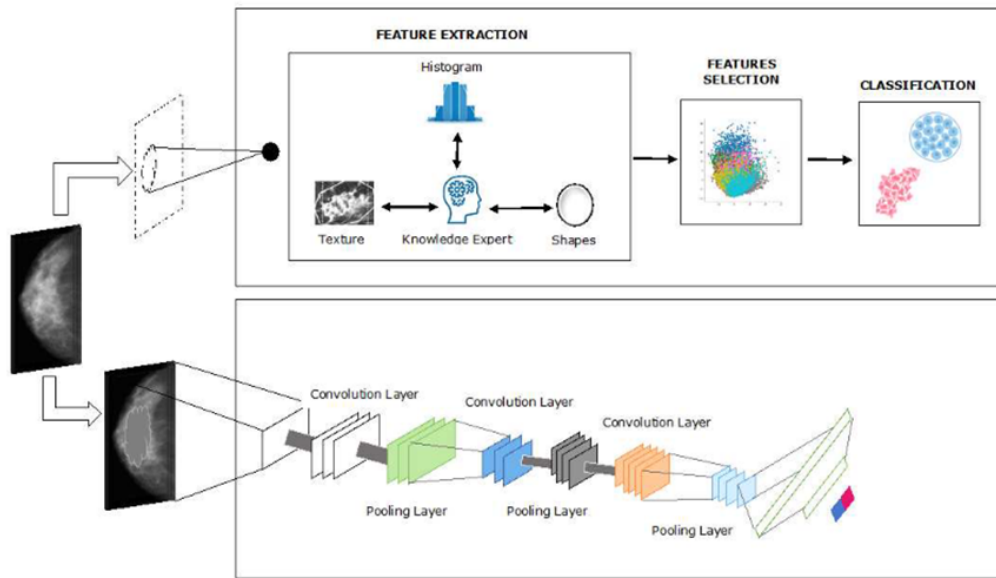 FEATURE EXTRACTION
Histogram
Texture
Knowledge Expert
Shapes
FEATURES
SELECTION
CLASSIFICATION
Convolution Layer
Convolution Layer
Convolution Layer
Pooling Layer
Pooling Layer
Pooling Layer